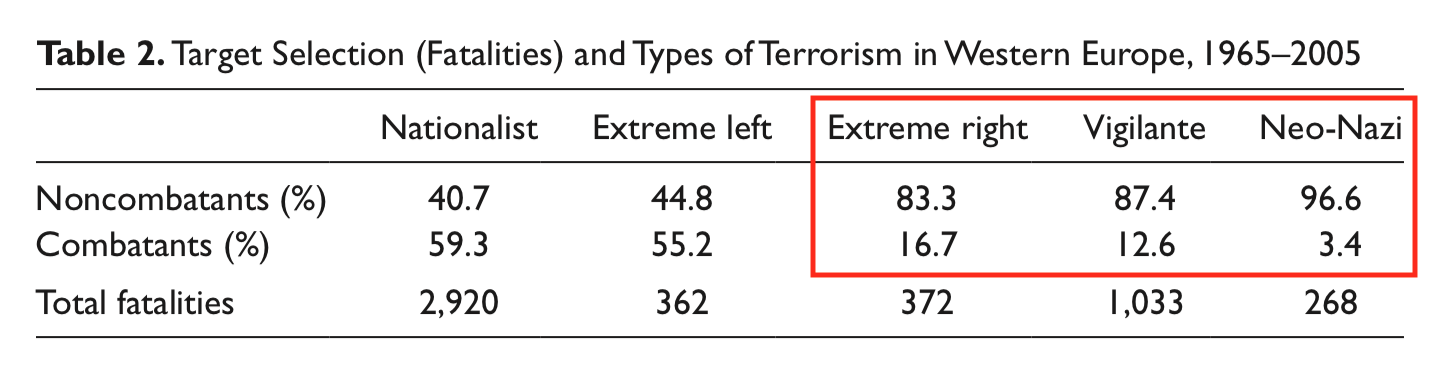 Table 2. Target Selection (Fatalities) and Types of Terrorism in Western Europe, 1965–2005
Nationalist Extreme left Extreme right Vigilante Neo-Nazi
Noncombatants (%) 40.7 44.8 83.3 87.4 96.6
Combatants (%) 59.3 55.2 16.7 12.6 3.4
Total fatalities 2,920 362 372 1,033 268